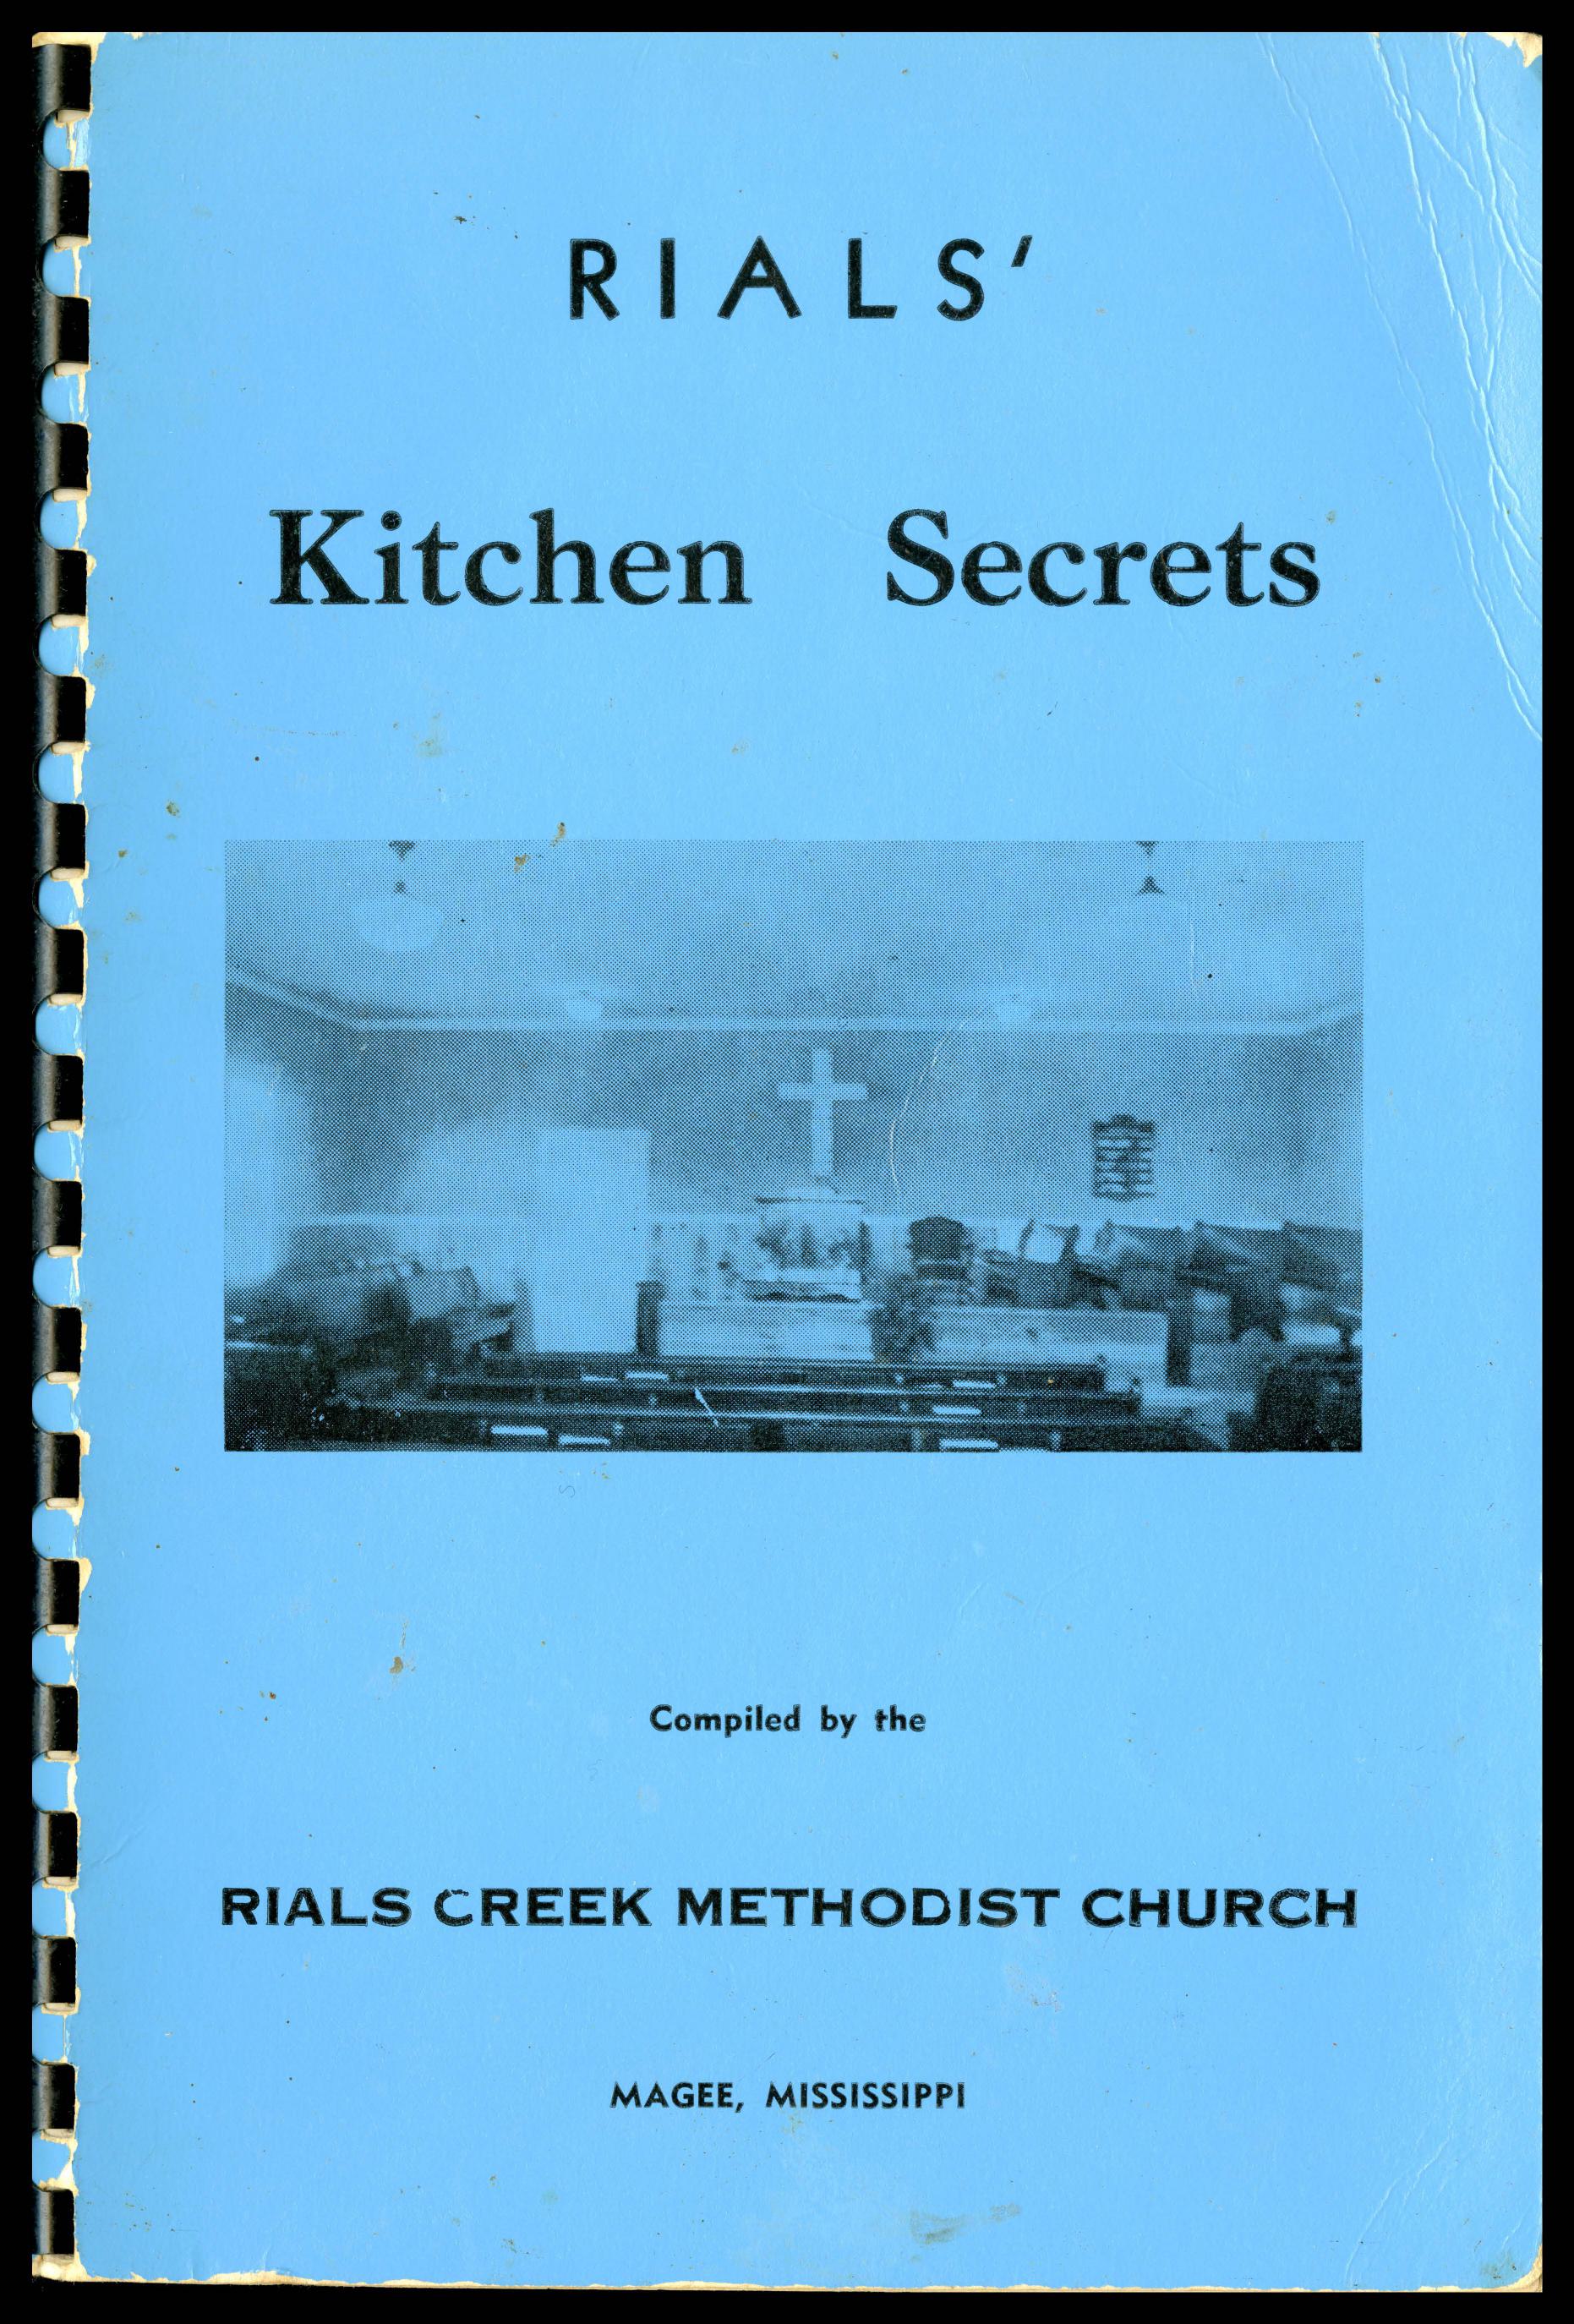 RIALS'
Kitchen Secrets
Compiled by the
RIALS CREEK METHODIST CHURCH
MAGEE, MISSISSIPPI